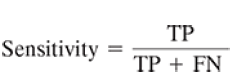 Sensitivity = TP / (TP + FN)